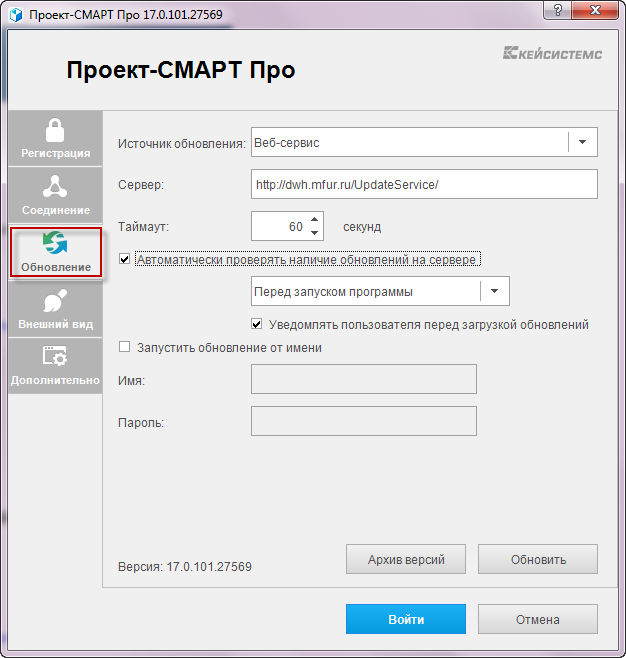 Проект-СМАРТ Про 17.0.101.27569
?
Проект-СМАРТ Про
КЕЙСИСТЕМС
Регистрация
Соединение
Обновление
Внешний вид
Дополнительно
Источник обновления: Веб-сервис
Сервер: http://dwh.mfur.ru/UpdateService/
Таймаут: 60 секунд
Автоматически проверять наличие обновлений на сервере
Перед запуском программы
Уведомлять пользователя перед загрузкой обновлений
Запустить обновление от имени
Имя:
Пароль:
Версия: 17.0.101.27569
Архив версий
Обновить
Войти
Отмена